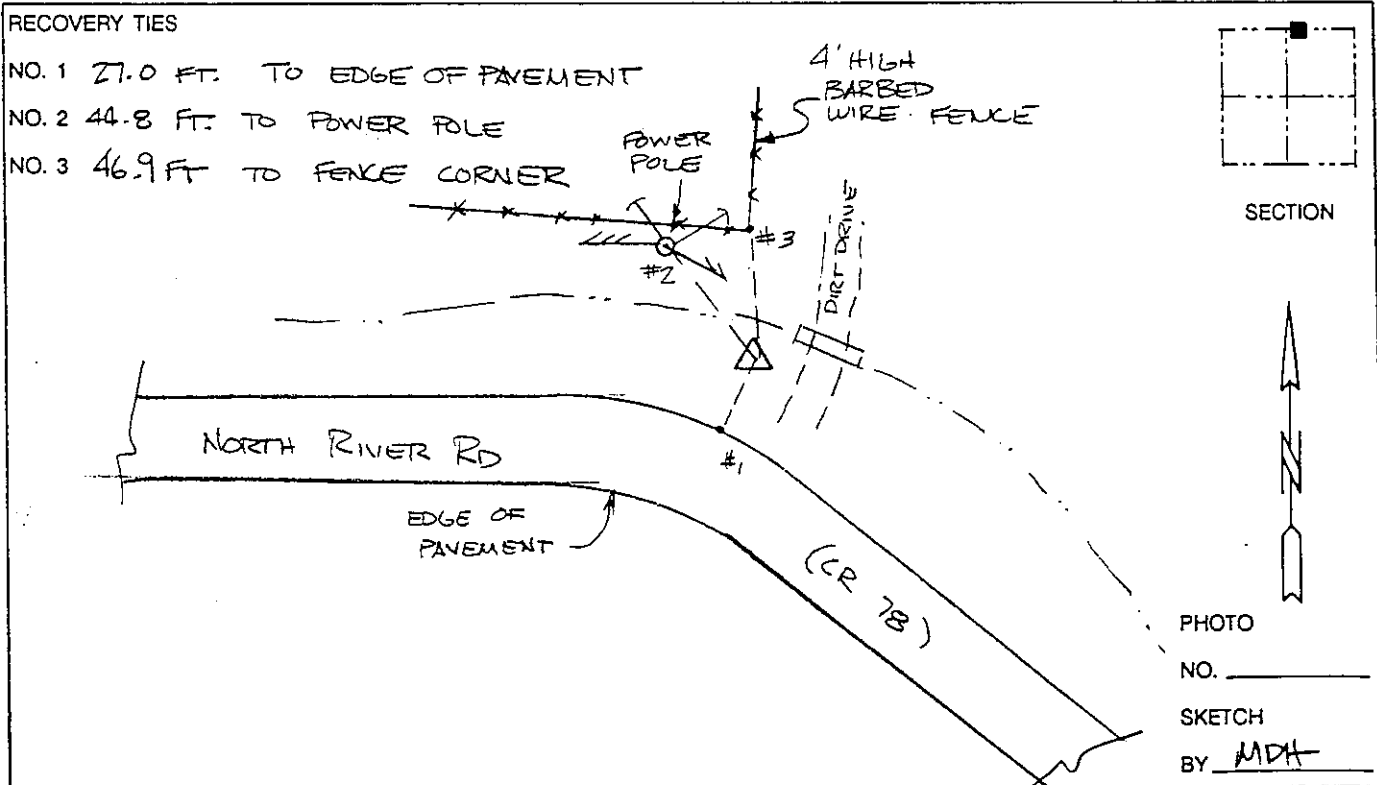 RECOVERY TIES
NO. 1 27.0 FT. TO EDGE OF PAVEMENT
NO. 2 44.8 FT. TO POWER POLE
NO. 3 46.9 FT TO FENCE CORNER
4' HIGH
BARBED
WIRE FENCE
POWER
POLE
SECTION
#3
#2
DIRT DRIVE
N
NORTH RIVER RD
#1
EDGE OF
PAVEMENT
(CR 78)
PHOTO
NO.
SKETCH
BY MDH